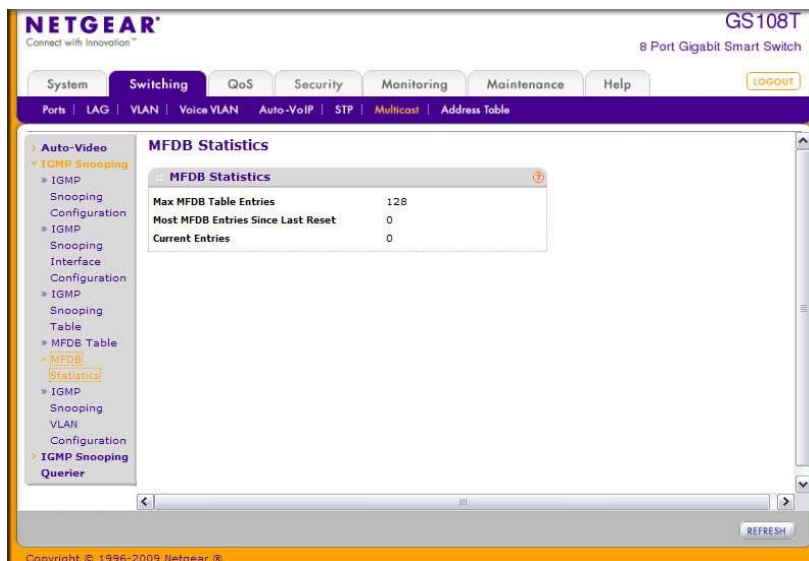 NETGEAR®
Connect with Innovation™
GS108T
8 Port Gigabit Smart Switch
System Switching QoS Security Monitoring Maintenance Help LOGOUT
Ports | LAG | VLAN | Voice VLAN Auto-VoIP | STP | Multicast | Address Table
Auto-Video
IGMP Snooping
» IGMP
Snooping
Configuration
» IGMP
Snooping
Interface
Configuration
» IGMP
Snooping
Table
» MFDB Table
» MFDB
Statistics
» IGMP
Snooping
VLAN
Configuration
IGMP Snooping
Querier
MFDB Statistics
MFDB Statistics ?
Max MFDB Table Entries 128
Most MFDB Entries Since Last Reset 0
Current Entries 0
REFRESH
Copyright © 1996-2009 Netgear ®